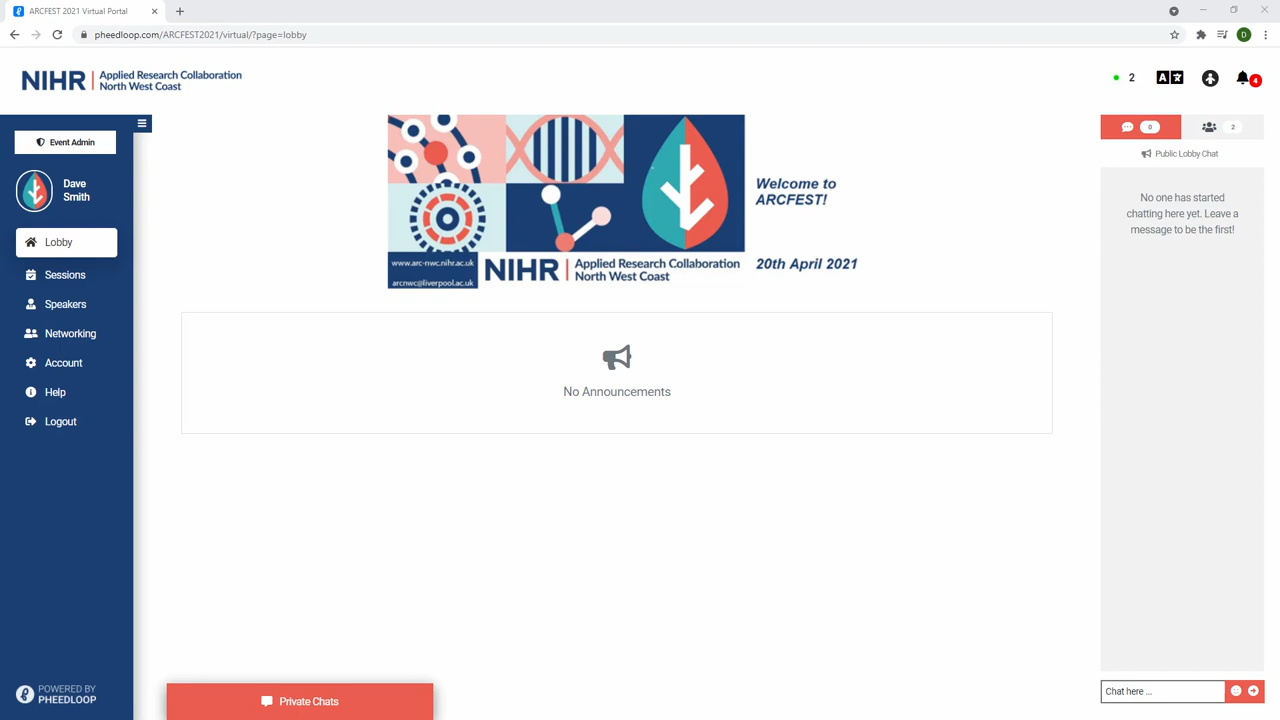 ARCFEST 2021 Virtual Portal
pheedloop.com/ARCFEST2021/virtual/?page=lobby
D
NIHR | Applied Research Collaboration
North West Coast
2
A
4
Event Admin
Dave
Smith
Lobby
Sessions
Speakers
Networking
Account
Help
Logout
POWERED BY
PHEEDLOOP
www.arc-nwc.nihr.ac.uk
arcnwc@liverpool.ac.uk
NIHR | Applied Research Collaboration
North West Coast
Welcome to
ARCFEST!
20th April 2021
No Announcements
Private Chats
0
2
Public Lobby Chat
No one has started
chatting here yet. Leave a
message to be the first!
Chat here ...